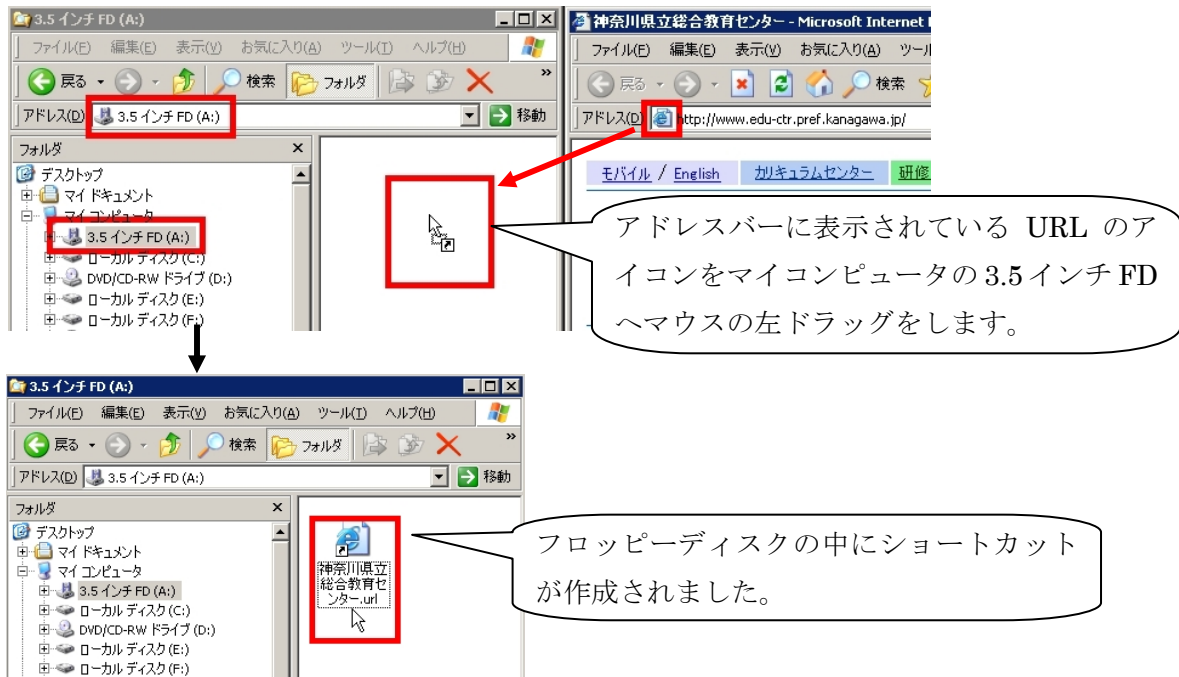 3.5 インチ FD (A:)
ファイル(F) 編集(E) 表示(V) お気に入り(A) ツール(T) ヘルプ(H)
戻る 検索 フォルダ »
アドレス(D) 3.5 インチ FD (A:) 移動
フォルダ ×
デスクトップ
マイ ドキュメント
マイ コンピュータ
3.5 インチ FD (A:)
ローカル ディスク (C:)
DVD/CD-RW ドライブ (D:)
ローカル ディスク (E:)
ローカル ディスク (F:)
神奈川県立総合教育センター - Microsoft Internet
ファイル(F) 編集(E) 表示(V) お気に入り(A) ツール
戻る 検索
アドレス(D) http://www.edu-ctr.pref.kanagawa.jp/
モバイル / English カリキュラムセンター 研修
アドレスバーに表示されている URL のア
イコンをマイコンピュータの 3.5 インチ FD
へマウスの左ドラッグをします。
3.5 インチ FD (A:)
ファイル(F) 編集(E) 表示(V) お気に入り(A) ツール(T) ヘルプ(H)
戻る 検索 フォルダ »
アドレス(D) 3.5 インチ FD (A:) 移動
フォルダ ×
デスクトップ
マイ ドキュメント
マイ コンピュータ
3.5 インチ FD (A:)
ローカル ディスク (C:)
DVD/CD-RW ドライブ (D:)
ローカル ディスク (E:)
ローカル ディスク (F:)
神奈川県立
総合教育セ
ンター.url
フロッピーディスクの中にショートカット
が作成されました。